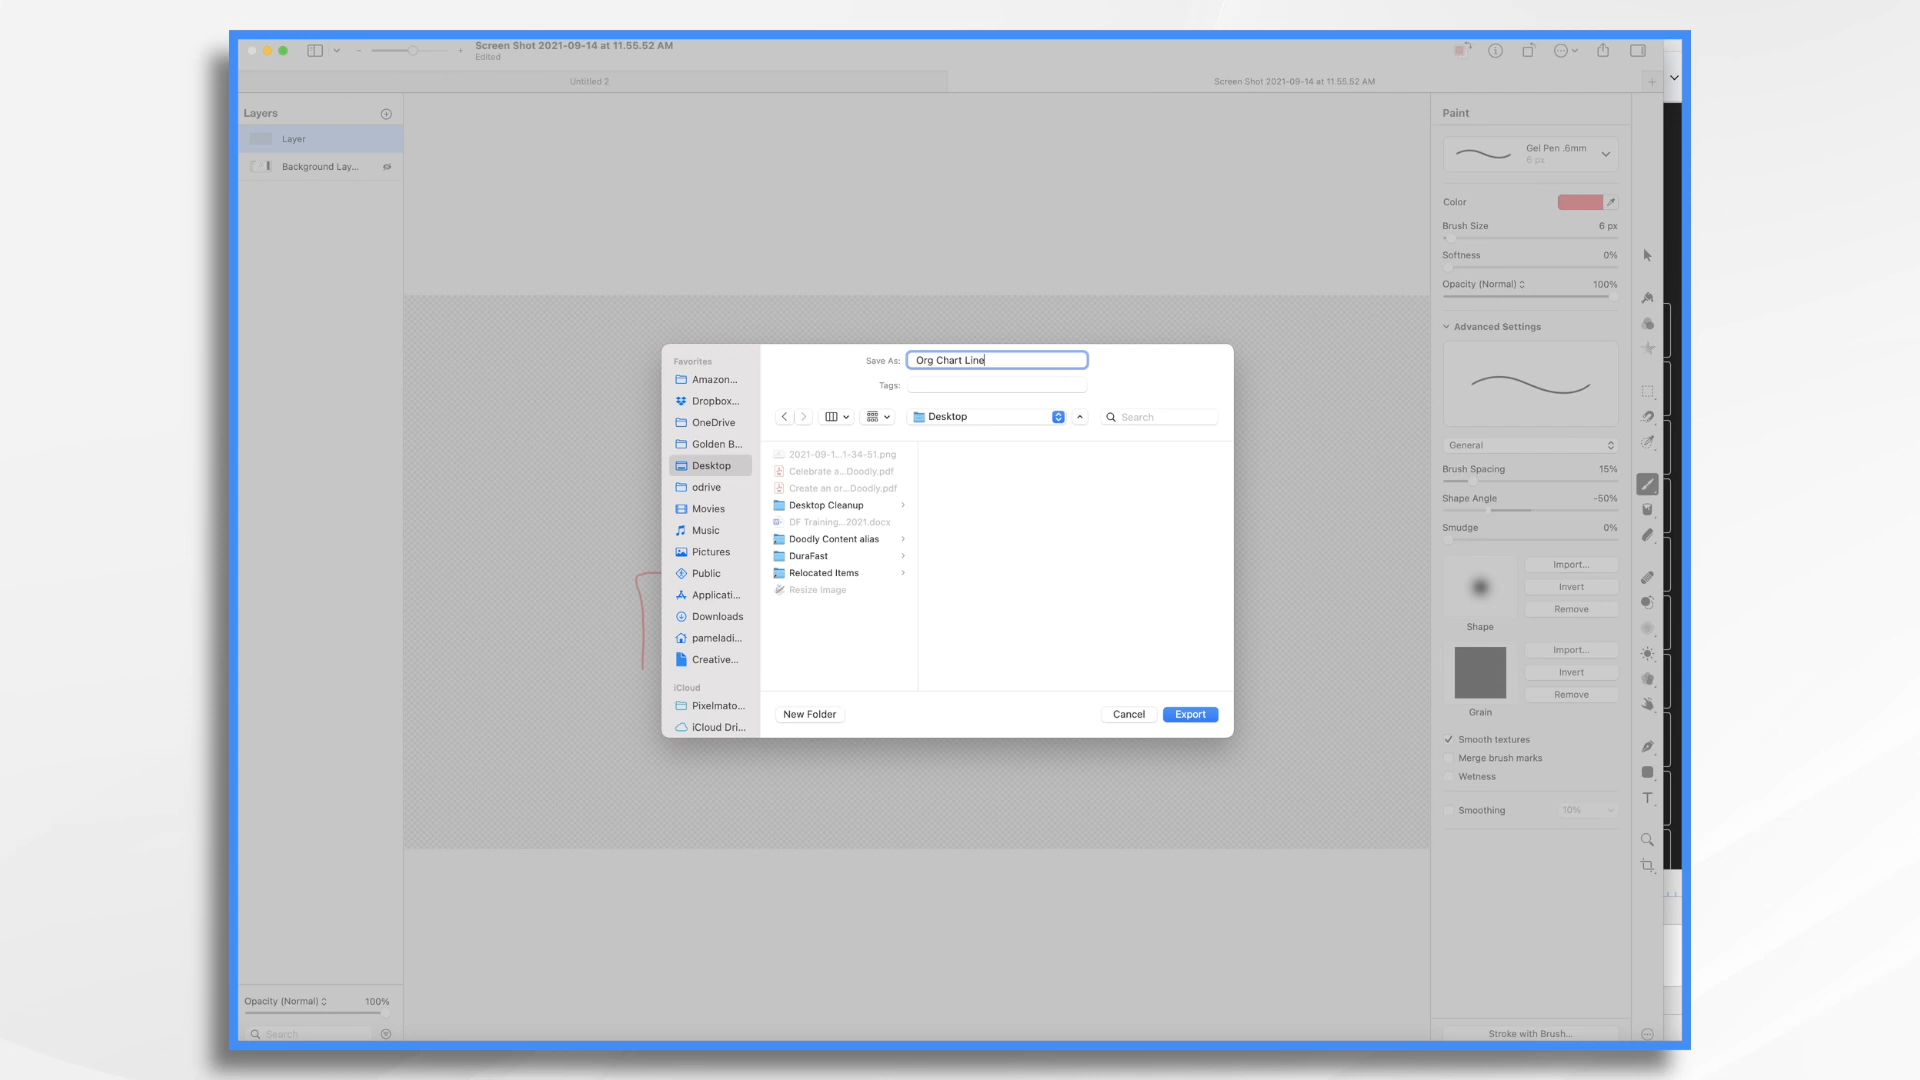 Screen Shot 2021-09-14 at 11.55.52 AM
Edited
Untitled 2
Screen Shot 2021-09-14 at 11.55.52 AM
Layers
Layer
Background Lay...
Paint
Gel Pen .6mm
6 px
Color
Brush Size 6 px
Softness 0%
Opacity (Normal) 100%
Advanced Settings
General
Brush Spacing 15%
Shape Angle -50%
Smudge 0%
Import...
Invert
Remove
Shape
Import...
Invert
Remove
Grain
Smooth textures
Merge brush marks
Wetness
Smoothing 10%
Stroke with Brush...
Favorites
Amazon...
Dropbox...
OneDrive
Golden B...
Desktop
odrive
Movies
Music
Pictures
Public
Applicati...
Downloads
pameladi...
Creative...
iCloud
Pixelmato...
iCloud Dri...
Save As: Org Chart Line
Tags:
Desktop
Search
2021-09-1...1-34-51.png
Celebrate a...Doodly.pdf
Create an or...Doodly.pdf
Desktop Cleanup
DF Training...2021.docx
Doodly Content alias
DuraFast
Relocated Items
Resize Image
New Folder
Cancel
Export
Opacity (Normal) 100%
Search